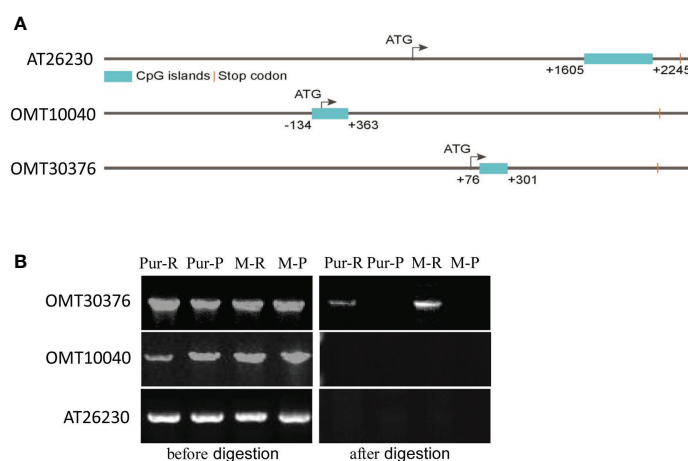 A
ATG
AT26230
+1605 +2245
CpG islands Stop codon
ATG
OMT10040
-134 +363
ATG
OMT30376
+76 +301
B
Pur-R Pur-P M-R M-P Pur-R Pur-P M-R M-P
OMT30376
OMT10040
AT26230
before digestion after digestion